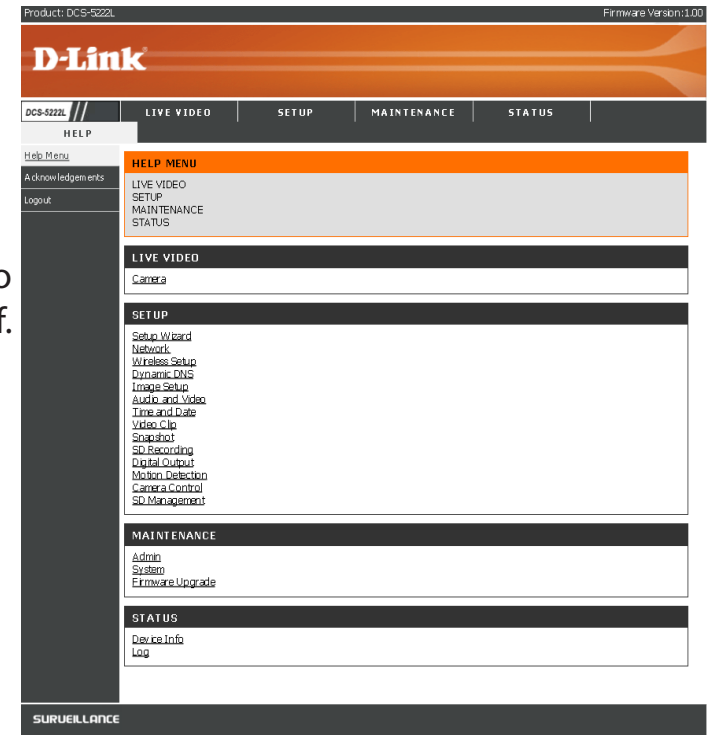 Product: DCS-5222L Firmware Version:1.00
D-Link
DCS-5222L LIVE VIDEO SETUP MAINTENANCE STATUS
HELP
Help Menu
Acknowledgements
Logout
HELP MENU
LIVE VIDEO
SETUP
MAINTENANCE
STATUS
o
f.
LIVE VIDEO
Camera
SETUP
Setup Wizard
Network
Wireless Setup
Dynamic DNS
Image Setup
Audio and Video
Time and Date
Video Clip
Snapshot
SD Recording
Digital Output
Motion Detection
Camera Control
SD Management
MAINTENANCE
Admin
System
Firmware Upgrade
STATUS
Device Info
Log
SURVEILLANCE